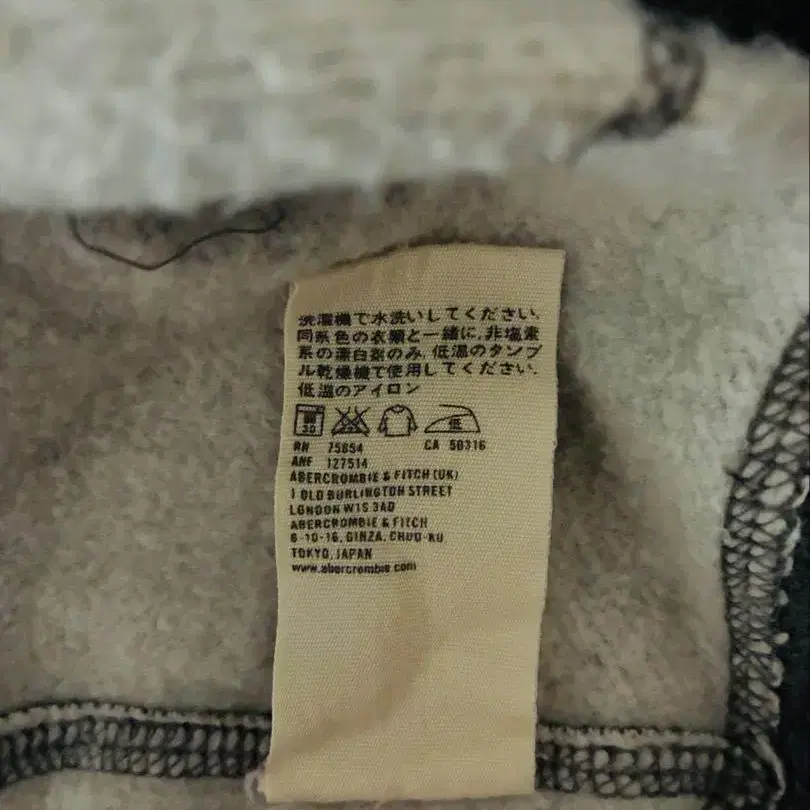 洗濯機で水洗いしてください.
同系色の衣類と一緒に, 非塩素
系の漂白剤のみ, 低温のタンブ
ル乾燥機で使用してください.
低温のアイロン
30 低
RN 75654 CA 50316
ANF 127514
ABERCROMBIE & FITCH (UK)
1 OLD BURLINGTON STREET
LONDON W1S 3AD
ABERCROMBIE & FITCH
6-10-16, GINZA, CHUO-KU
TOKYO, JAPAN
www.abercrombie.com